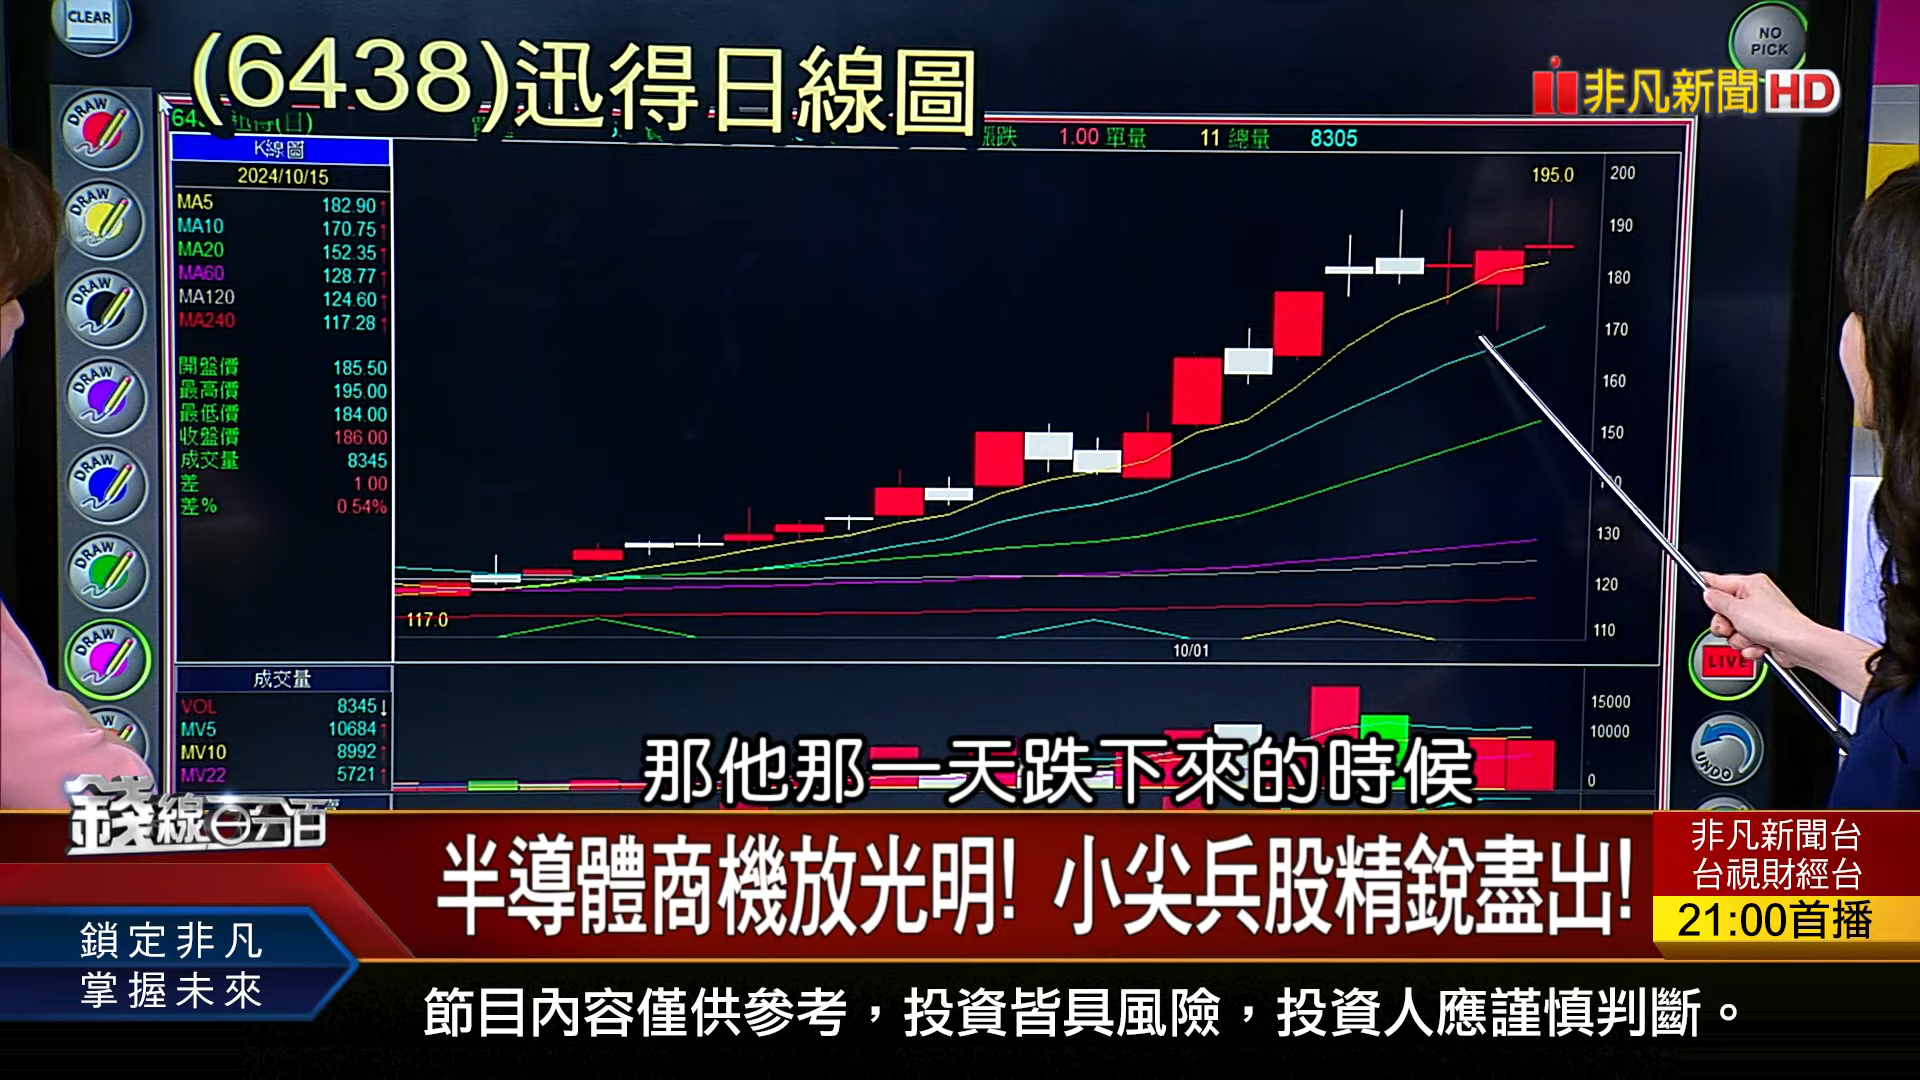 CLEAR
NO PICK
(6438)迅得日線圖
非凡新聞HD
漲跌 1.00 單量 11 總量 8305
K線圖
2024/10/15
MA5 182.90↑
MA10 170.75↑
MA20 152.35↑
MA60 128.77↑
MA120 124.60↑
MA240 117.28↑
開盤價 185.50
最高價 195.00
最低價 184.00
收盤價 186.00
成交量 8345
差 1.00
差% 0.54%
195.0
200
190
180
170
160
150
130
120
110
117.0
10/01
成交量
VOL 8345↓
MV5 10684↑
MV10 8992↑
MV22 5721↑
15000
10000
0
DRAW
DRAW
DRAW
DRAW
DRAW
DRAW
DRAW
LIVE
UNDO
那他那一天跌下來的時候
錢線百分百
半導體商機放光明! 小尖兵股精銳盡出!
非凡新聞台
台視財經台
21:00首播
鎖定非凡
掌握未來
節目內容僅供參考，投資皆具風險，投資人應謹慎判斷。